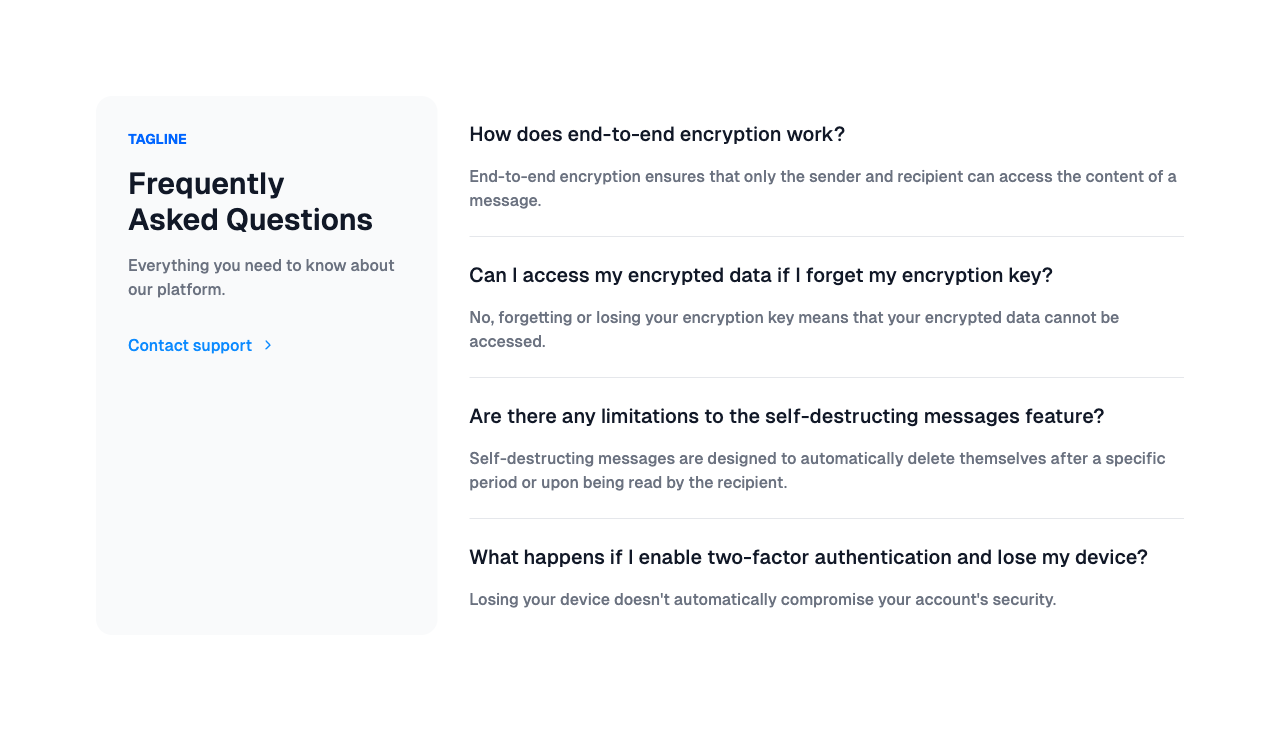 TAGLINE
Frequently
Asked Questions
Everything you need to know about
our platform.
Contact support
How does end-to-end encryption work?
End-to-end encryption ensures that only the sender and recipient can access the content of a
message.
Can I access my encrypted data if I forget my encryption key?
No, forgetting or losing your encryption key means that your encrypted data cannot be
accessed.
Are there any limitations to the self-destructing messages feature?
Self-destructing messages are designed to automatically delete themselves after a specific
period or upon being read by the recipient.
What happens if I enable two-factor authentication and lose my device?
Losing your device doesn't automatically compromise your account's security.